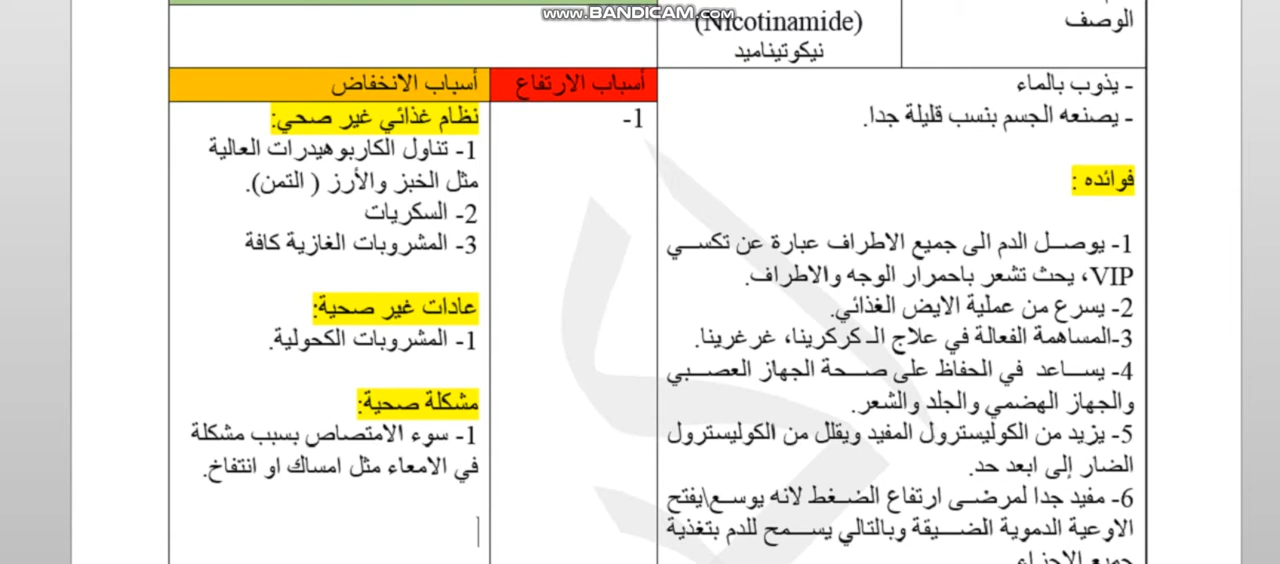 www.BANDICAM.com
الوصف
(Nicotinamide)
نيكوتيناميد
- يذوب بالماء
- يصنعه الجسم بنسب قليلة جدا.
فوائده :
1- يوصل الدم الى جميع الاطراف عبارة عن تكسي
VIP، يحث تشعر باحمرار الوجه والاطراف.
2- يسرع من عملية الايض الغذائي.
3-المساهمة الفعالة في علاج الـ كركرينا، غرغرينا.
4- يساعد في الحفاظ على صحة الجهاز العصبي
والجهاز الهضمي والجلد والشعر.
5- يزيد من الكوليسترول المفيد ويقلل من الكوليسترول
الضار إلى ابعد حد.
6- مفيد جدا لمرضى ارتفاع الضغط لانه يوسع\يفتح
الاوعية الدموية الضيقة وبالتالي يسمح للدم بتغذية
جميع الاجزاء
أسباب الارتفاع
1-
أسباب الانخفاض
نظام غذائي غير صحي:
1- تناول الكاربوهيدرات العالية
مثل الخبز والأرز ( التمن).
2- السكريات
3- المشروبات الغازية كافة
عادات غير صحية:
1- المشروبات الكحولية.
مشكلة صحية:
1- سوء الامتصاص بسبب مشكلة
في الامعاء مثل امساك او انتفاخ.